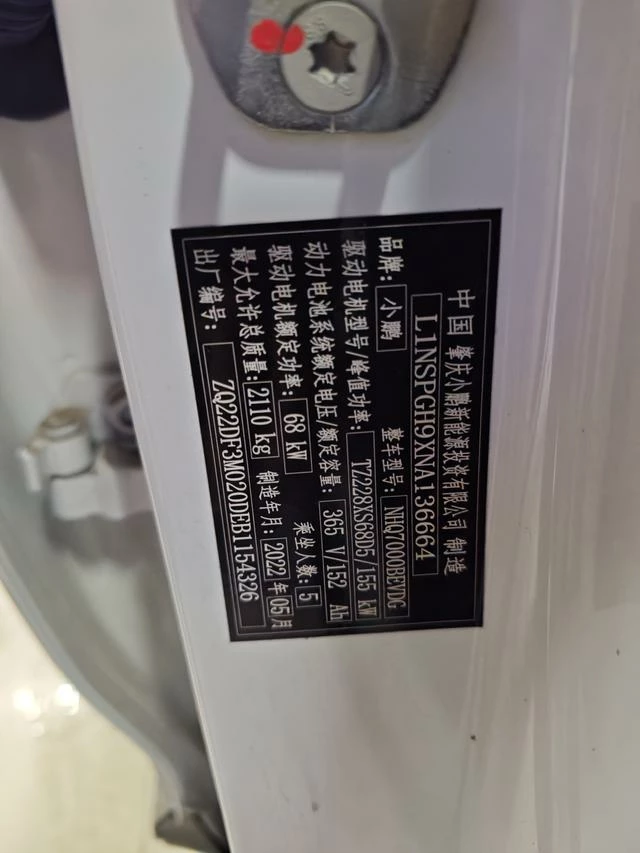 中国 肇庆小鹏新能源投资有限公司 制造
L1NSPGH9XNA136664
品牌: 小鹏 整车型号: NHQ7000BEVDG
驱动电机型号/峰值功率: TZ228XS68D5/155 kW
动力电池系统额定电压/额定容量: 365 V/152 Ah
驱动电机额定功率: 68 kW 乘坐人数: 5
最大允许总质量: 2110 kg 制造年月: 2022 年 05 月
出厂编号: ZQ22DF3M020DEB1154326